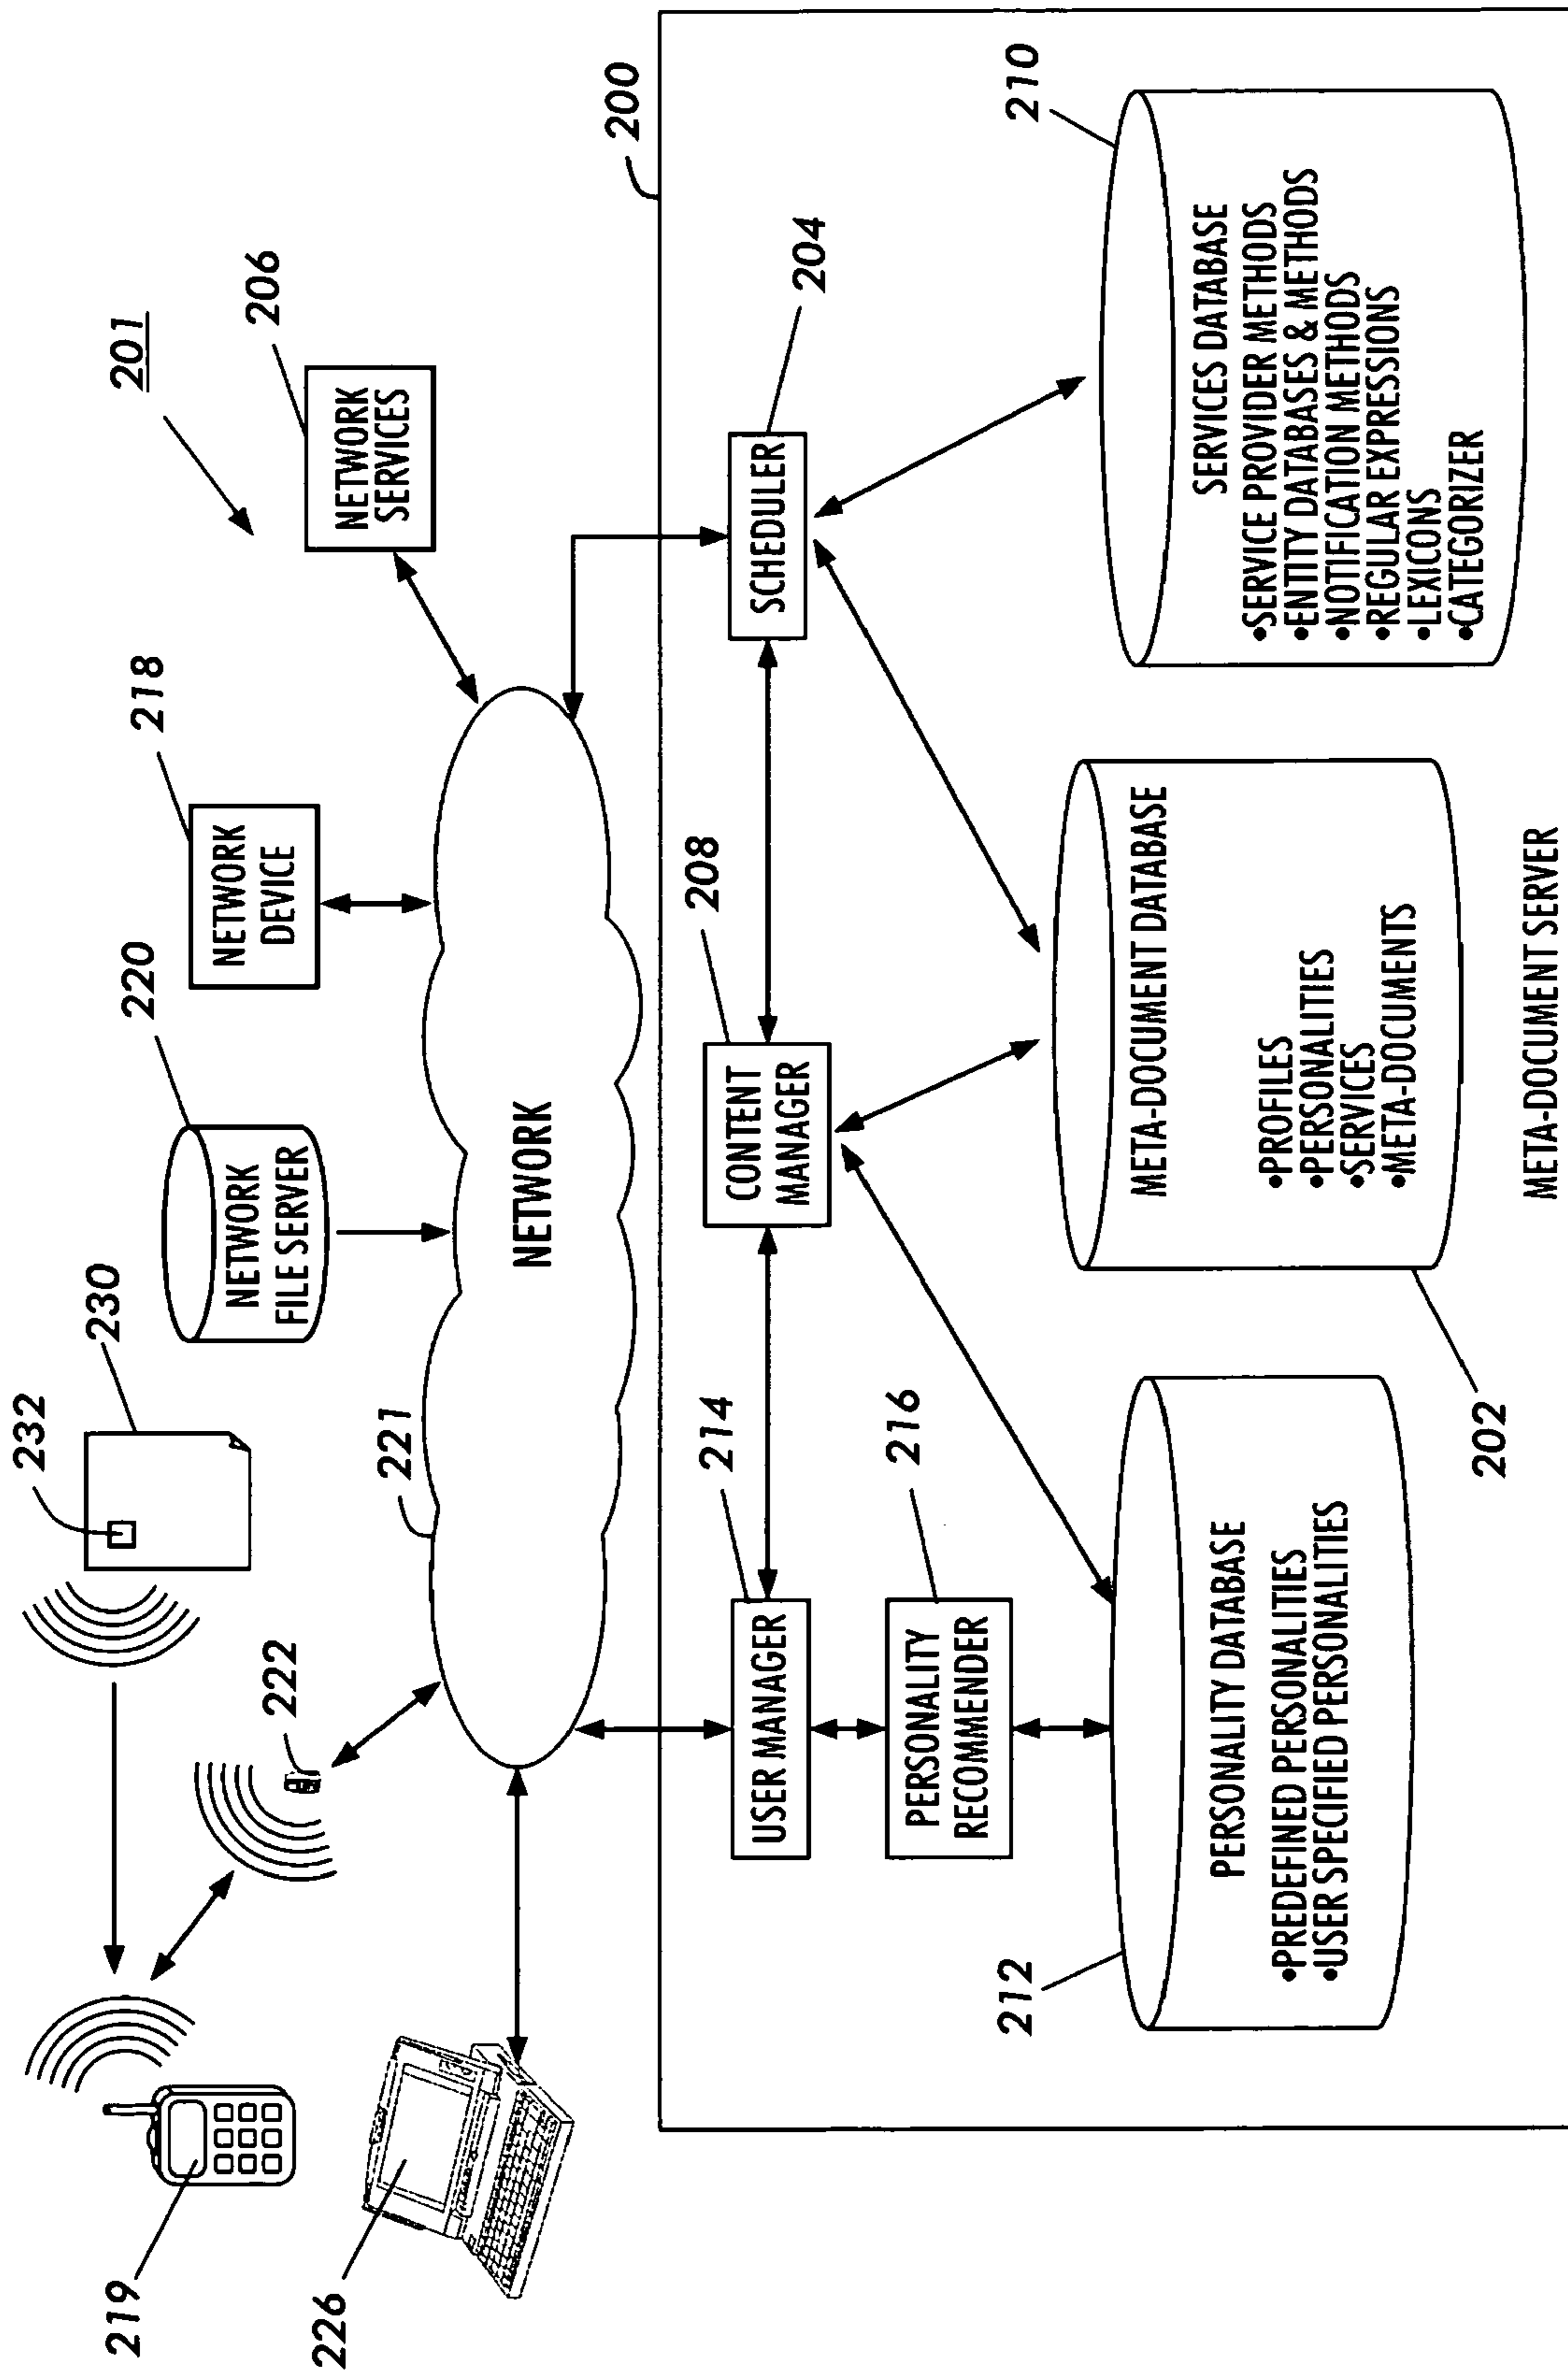 201
232
230
220
218
206
NETWORK
FILE SERVER
NETWORK
DEVICE
NETWORK
SERVICES
219
222
221
226
NETWORK
200
214
208
204
USER MANAGER
CONTENT
MANAGER
SCHEDULER
216
PERSONALITY
RECOMMENDER
212
210
PERSONALITY DATABASE
•PREDEFINED PERSONALITIES
•USER SPECIFIED PERSONALITIES
META-DOCUMENT DATABASE
•PROFILES
•PERSONALITIES
•SERVICES
•META-DOCUMENTS
SERVICES DATABASE
•SERVICE PROVIDER METHODS
•ENTITY DATABASES & METHODS
•NOTIFICATION METHODS
•REGULAR EXPRESSIONS
•LEXICONS
•CATEGORIZER
202
META-DOCUMENT SERVER